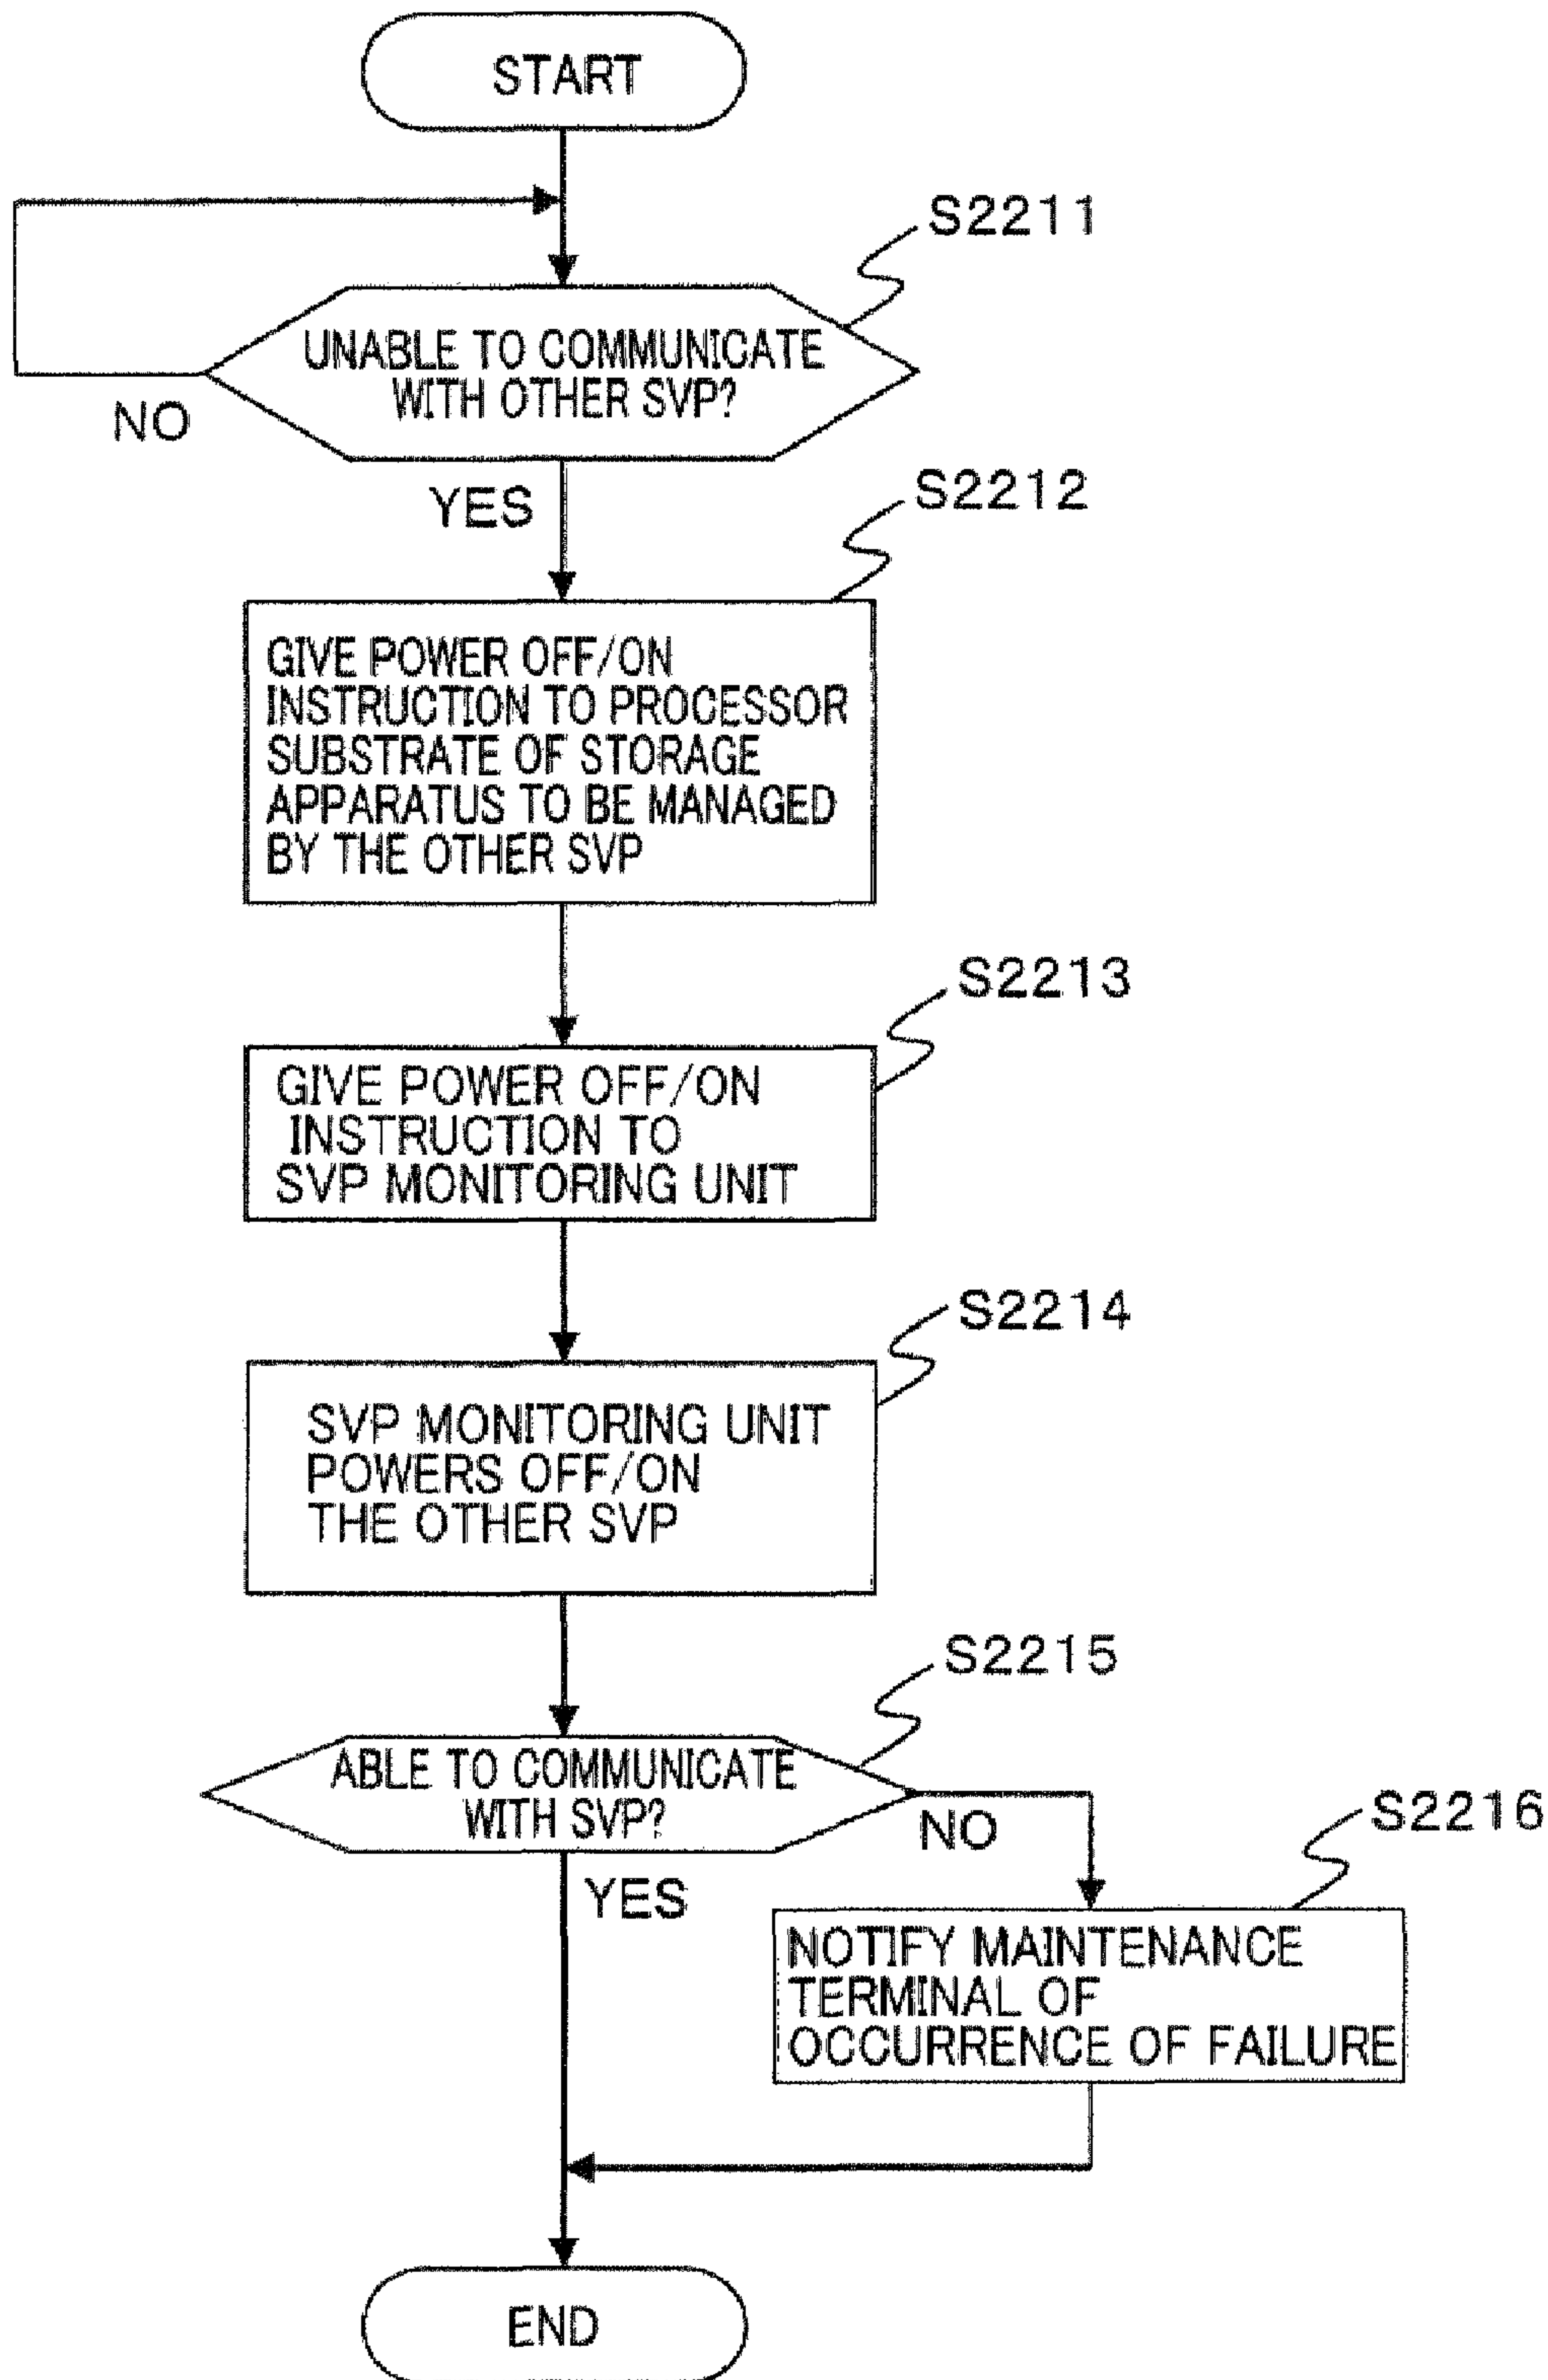 START
S2211
UNABLE TO COMMUNICATE
WITH OTHER SVP?
NO
YES
S2212
GIVE POWER OFF/ON
INSTRUCTION TO PROCESSOR
SUBSTRATE OF STORAGE
APPARATUS TO BE MANAGED
BY THE OTHER SVP
S2213
GIVE POWER OFF/ON
INSTRUCTION TO
SVP MONITORING UNIT
S2214
SVP MONITORING UNIT
POWERS OFF/ON
THE OTHER SVP
S2215
ABLE TO COMMUNICATE
WITH SVP?
NO
YES
S2216
NOTIFY MAINTENANCE
TERMINAL OF
OCCURRENCE OF FAILURE
END